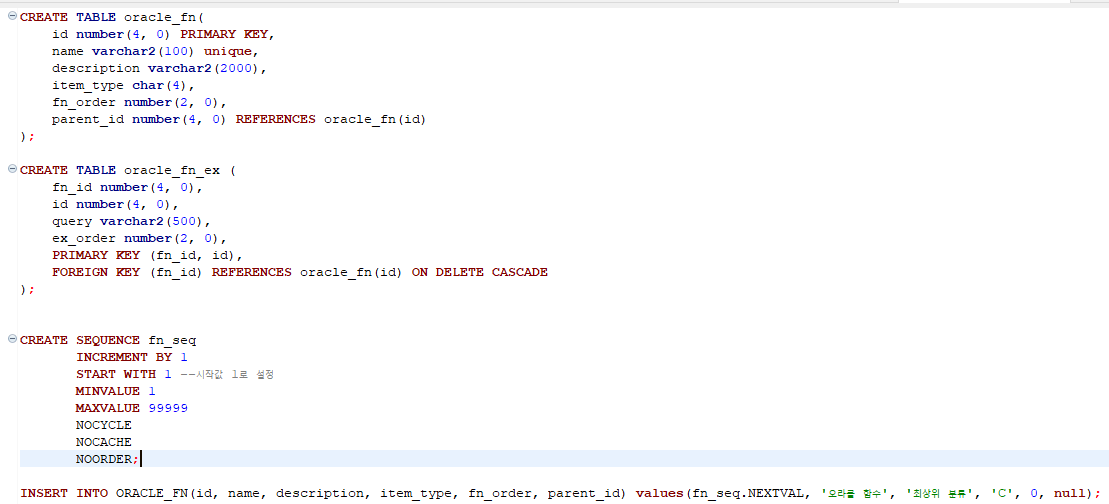 CREATE TABLE oracle_fn(
id number(4, 0) PRIMARY KEY,
name varchar2(100) unique,
description varchar2(2000),
item_type char(4),
fn_order number(2, 0),
parent_id number(4, 0) REFERENCES oracle_fn(id)
);
CREATE TABLE oracle_fn_ex (
fn_id number(4, 0),
id number(4, 0),
query varchar2(500),
ex_order number(2, 0),
PRIMARY KEY (fn_id, id),
FOREIGN KEY (fn_id) REFERENCES oracle_fn(id) ON DELETE CASCADE
);
CREATE SEQUENCE fn_seq
INCREMENT BY 1
START WITH 1 --시작값 1로 설정
MINVALUE 1
MAXVALUE 99999
NOCYCLE
NOCACHE
NOORDER;
INSERT INTO ORACLE_FN(id, name, description, item_type, fn_order, parent_id) values(fn_seq.NEXTVAL, '오라클 함수', '최상위 분류', 'C', 0, null);